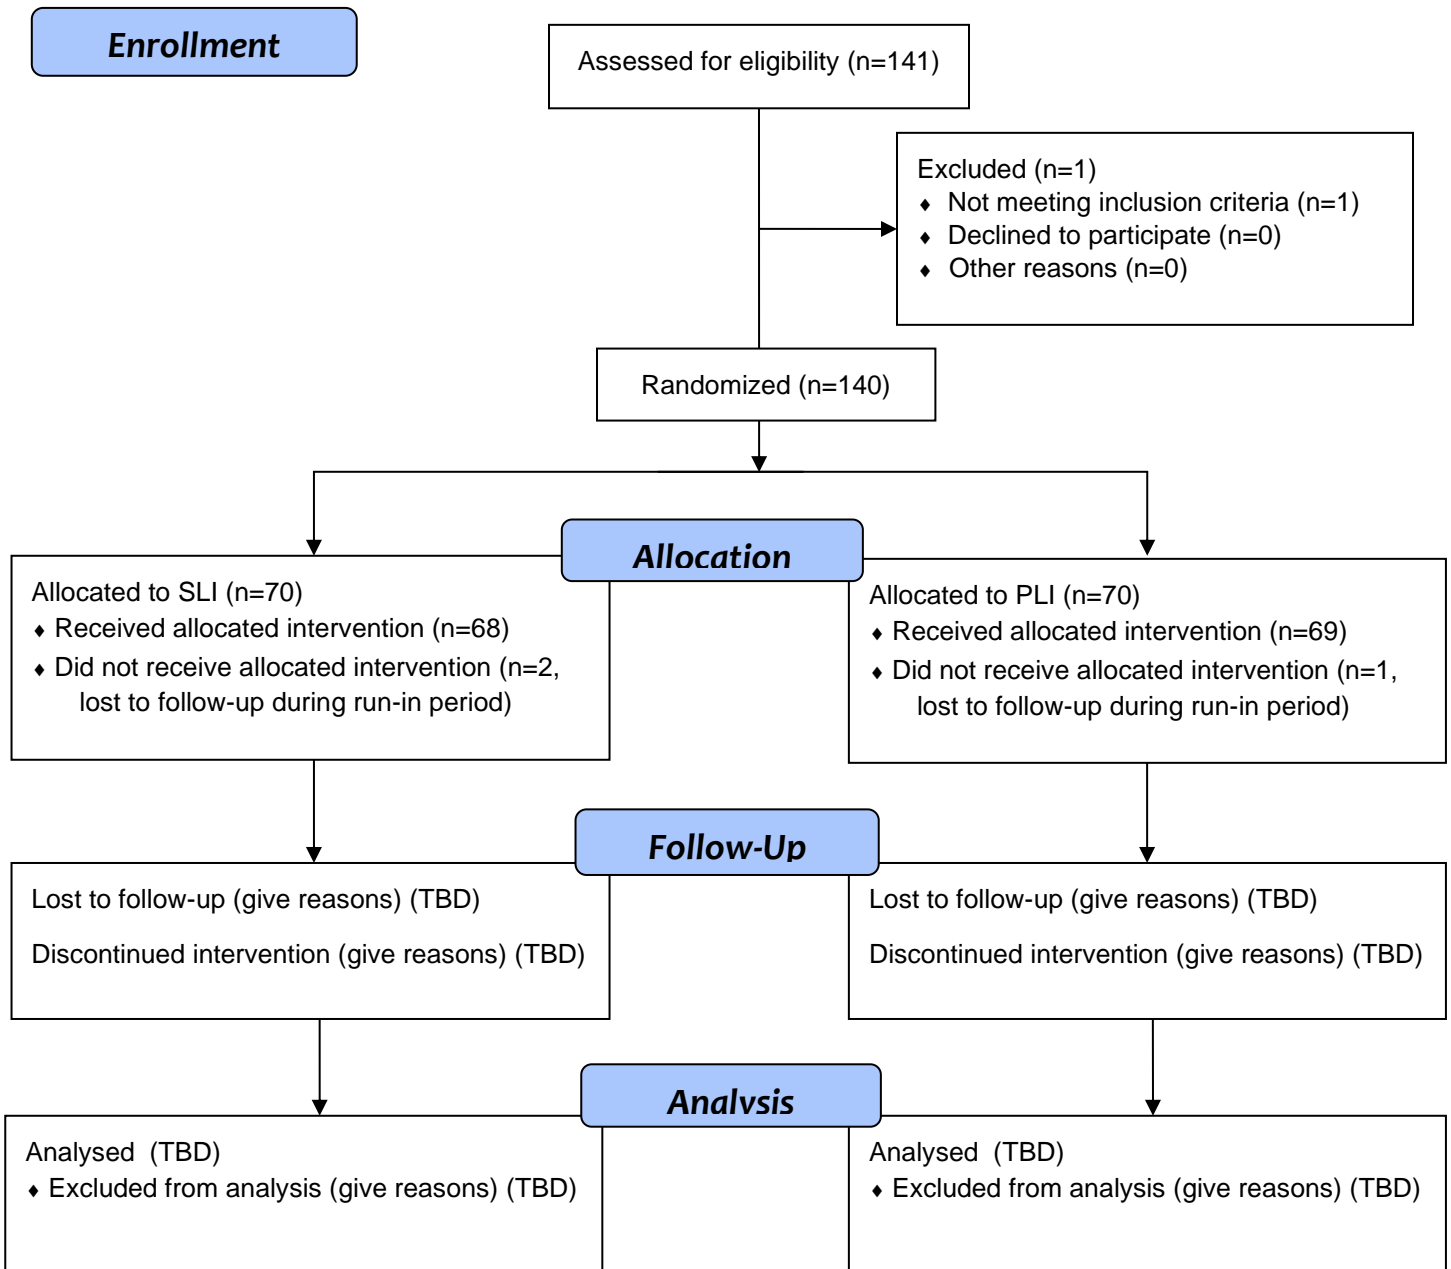 Enrollment
Assessed for eligibility (n=141)
Excluded (n=1)
♦ Not meeting inclusion criteria (n=1)
♦ Declined to participate (n=0)
♦ Other reasons (n=0)
Randomized (n=140)
Allocation
Allocated to SLI (n=70)
♦ Received allocated intervention (n=68)
♦ Did not receive allocated intervention (n=2,
lost to follow-up during run-in period)
Allocated to PLI (n=70)
♦ Received allocated intervention (n=69)
♦ Did not receive allocated intervention (n=1,
lost to follow-up during run-in period)
Follow-Up
Lost to follow-up (give reasons) (TBD)
Discontinued intervention (give reasons) (TBD)
Lost to follow-up (give reasons) (TBD)
Discontinued intervention (give reasons) (TBD)
Analysis
Analysed (TBD)
♦ Excluded from analysis (give reasons) (TBD)
Analysed (TBD)
♦ Excluded from analysis (give reasons) (TBD)